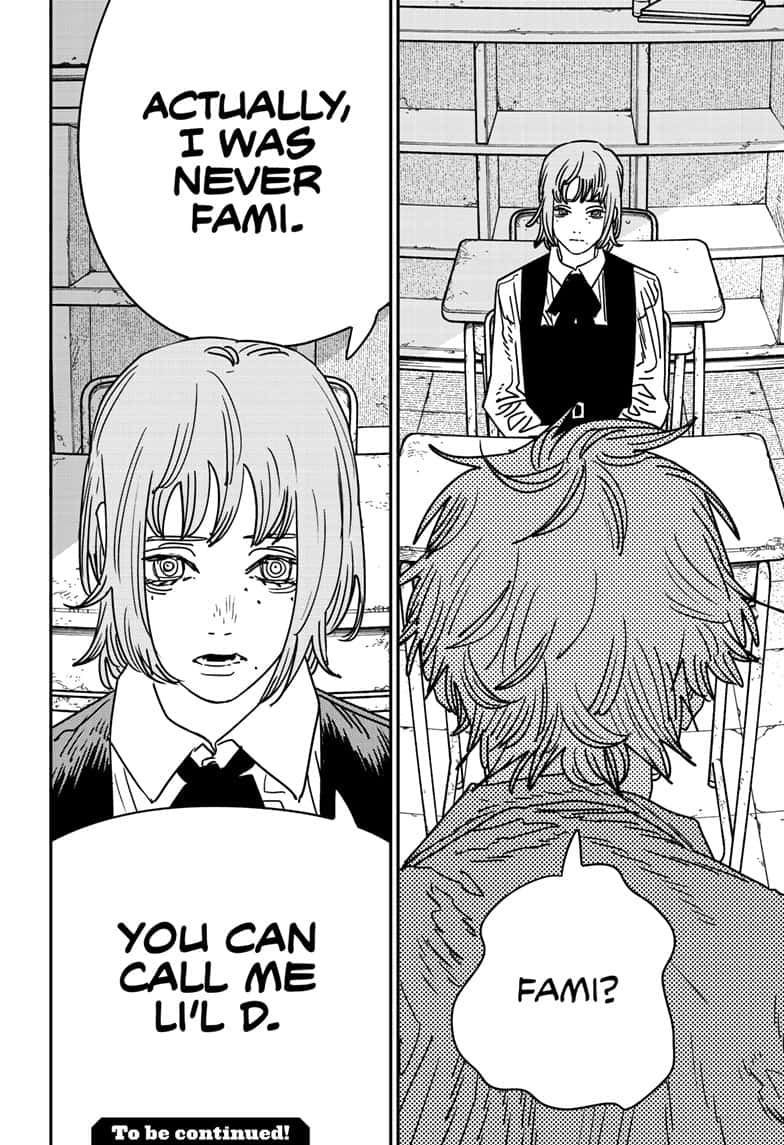 FAMI?
ACTUALLY,
I WAS
NEVER
FAMI.
YOU CAN
CALL ME
LI'L D.
To be continued!